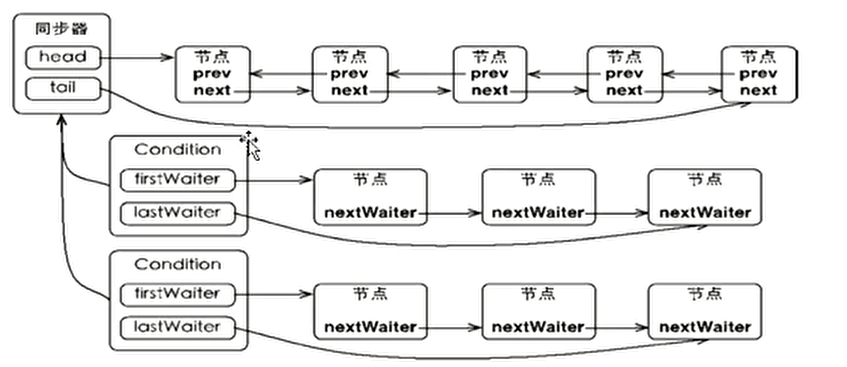 同步器
head
tail
节点
prev
next
节点
prev
next
节点
prev
next
节点
prev
next
节点
prev
next
Condition
firstWaiter
lastWaiter
节点
nextWaiter
节点
nextWaiter
节点
nextWaiter
Condition
firstWaiter
lastWaiter
节点
nextWaiter
节点
nextWaiter
节点
nextWaiter